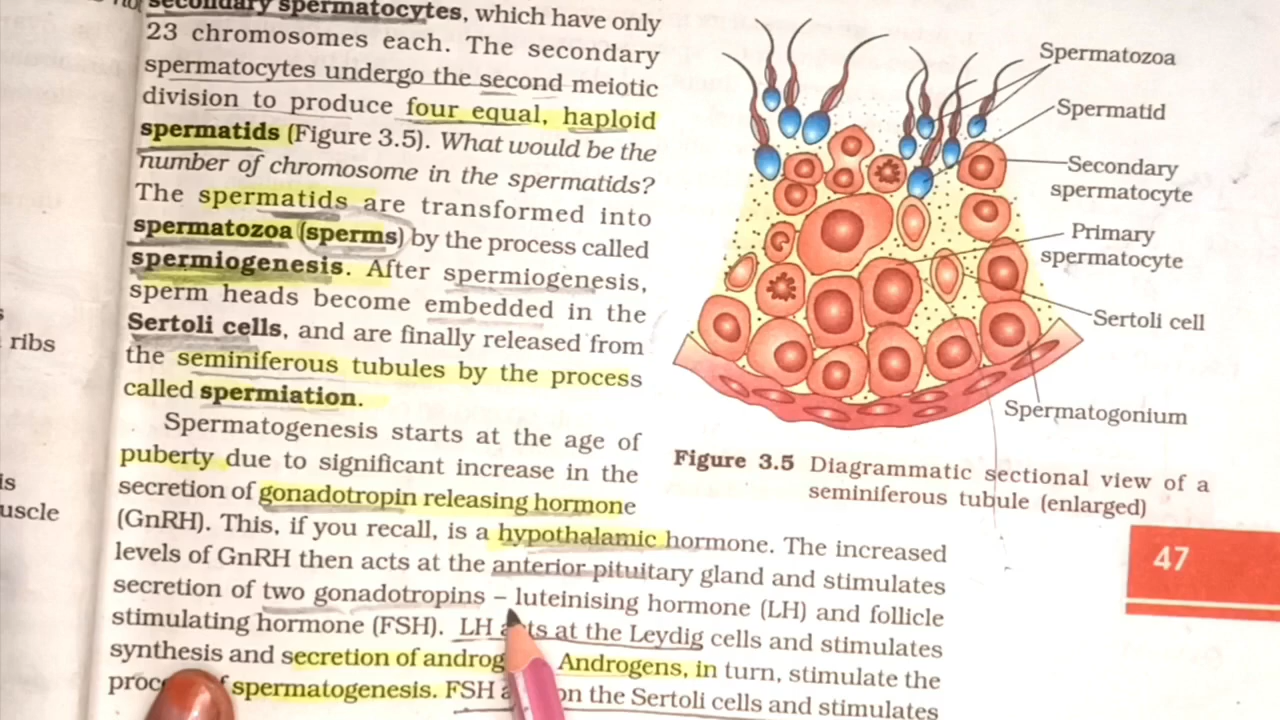 secondary spermatocytes, which have only
23 chromosomes each. The secondary
spermatocytes undergo the second meiotic
division to produce four equal, haploid
spermatids (Figure 3.5). What would be the
number of chromosome in the spermatids?
The spermatids are transformed into
spermatozoa (sperms) by the process called
spermiogenesis. After spermiogenesis,
sperm heads become embedded in the
Sertoli cells, and are finally released from
the seminiferous tubules by the process
called spermiation.
Spermatogenesis starts at the age of
puberty due to significant increase in the
secretion of gonadotropin releasing hormone
(GnRH). This, if you recall, is a hypothalamic hormone. The increased
levels of GnRH then acts at the anterior pituitary gland and stimulates
secretion of two gonadotropins – luteinising hormone (LH) and follicle
stimulating hormone (FSH). LH at the Leydig cells and stimulates
synthesis and secretion of Androgens, in turn, stimulate the
spermatogenesis. FSH on the Sertoli cells and stimulates
ribs
is
uscle
Spermatozoa
Spermatid
Secondary
spermatocyte
Primary
spermatocyte
Sertoli cell
Spermatogonium
Figure 3.5 Diagrammatic sectional view of a
seminiferous tubule (enlarged)
47